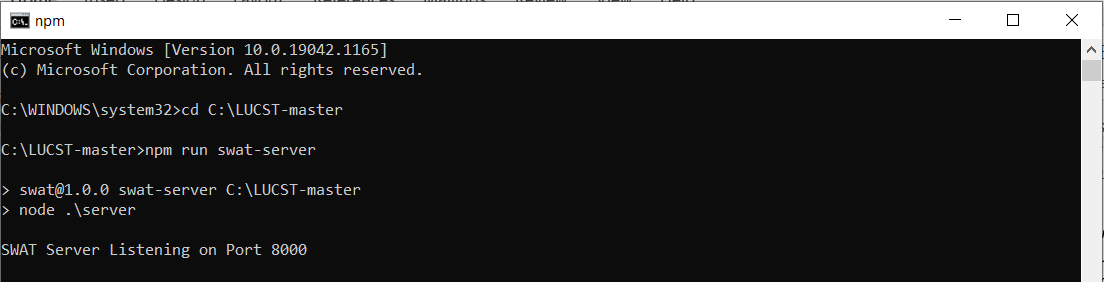 npm
Microsoft Windows [Version 10.0.19042.1165]
(c) Microsoft Corporation. All rights reserved.
C:\WINDOWS\system32>cd C:\LUCST-master
C:\LUCST-master>npm run swat-server
> swat@1.0.0 swat-server C:\LUCST-master
> node .\server
SWAT Server Listening on Port 8000